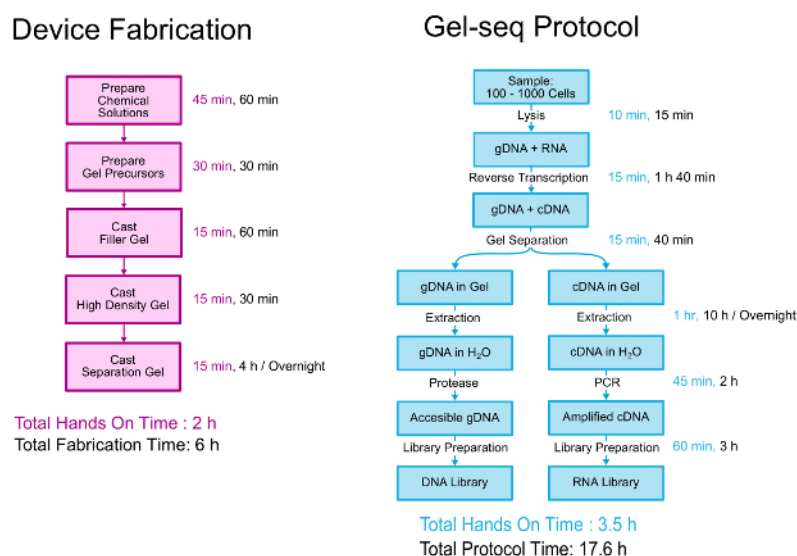 Device Fabrication
Prepare
Chemical
Solutions
45 min, 60 min
Prepare
Gel Precursors
30 min, 30 min
Cast
Filler Gel
15 min, 60 min
Cast
High Density Gel
15 min, 30 min
Cast
Separation Gel
15 min, 4 h / Overnight
Total Hands On Time : 2 h
Total Fabrication Time: 6 h
Gel-seq Protocol
Sample:
100 - 1000 Cells
Lysis
10 min, 15 min
gDNA + RNA
Reverse Transcription
15 min, 1 h 40 min
gDNA + cDNA
Gel Separation
15 min, 40 min
gDNA in Gel
cDNA in Gel
Extraction
Extraction
1 hr, 10 h / Overnight
gDNA in H₂O
cDNA in H₂O
Protease
PCR
45 min, 2 h
Accesible gDNA
Amplified cDNA
Library Preparation
Library Preparation
60 min, 3 h
DNA Library
RNA Library
Total Hands On Time : 3.5 h
Total Protocol Time: 17.6 h